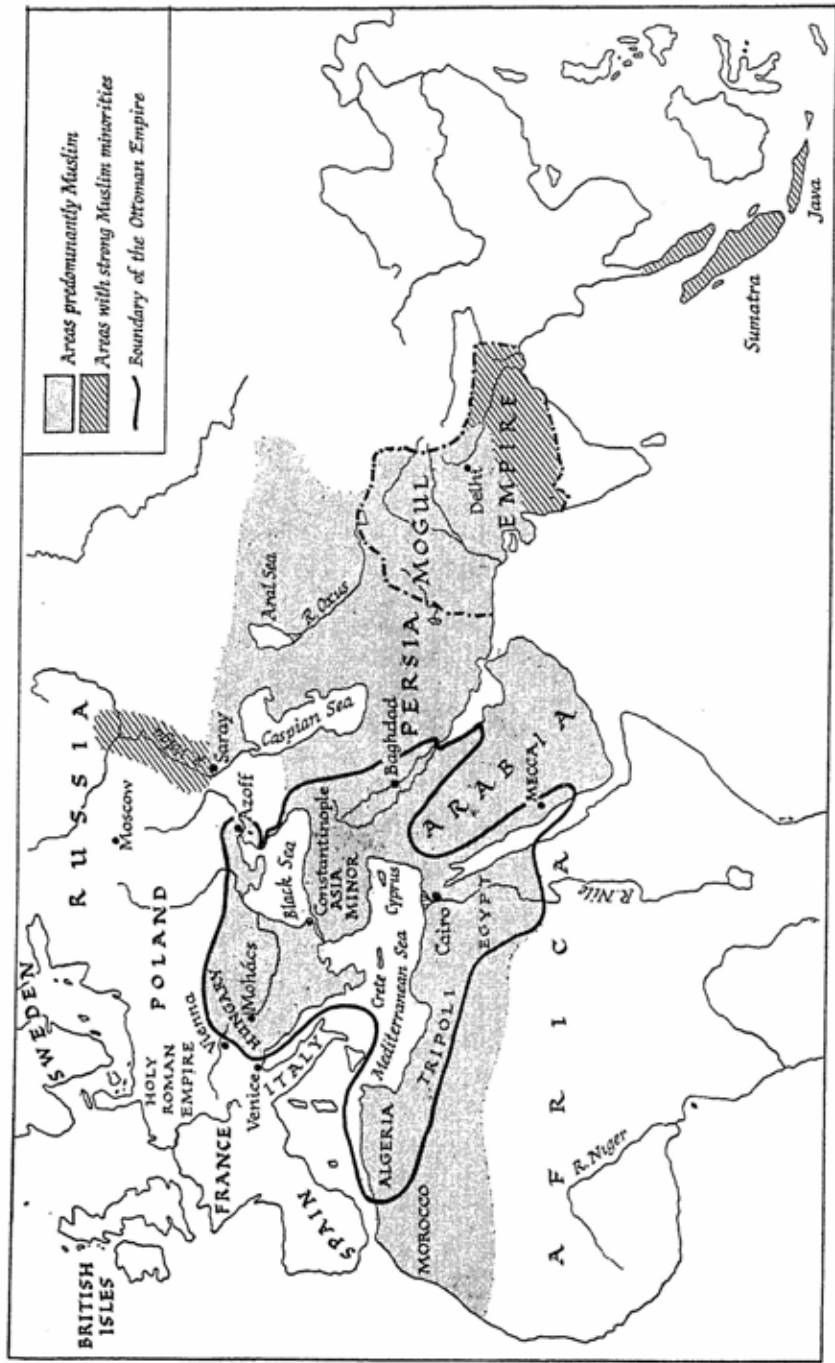 Areas predominantly Muslim
Areas with strong Muslim minorities
Boundary of the Ottoman Empire
BRITISH
ISLES
SWEDEN
RUSSIA
Moscow
POLAND
HOLY
ROMAN
EMPIRE
FRANCE
SPAIN
ITALY
Venice
Vienna
HUNGARY
Mohács
R. Volga
Saray
Azoff
Black Sea
Caspian Sea
Aral Sea
R. Oxus
Constantinople
ASIA
MINOR
Crete
Cyprus
Mediterranean Sea
MOROCCO
ALGERIA
TRIPOLI
EGYPT
Cairo
R. Nile
R. Niger
AFRICA
Baghdad
PERSIA
ARABIA
MECCA
MOGUL
EMPIRE
Delhi
Sumatra
Java